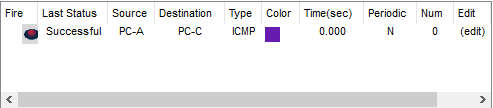 Fire Last Status Source Destination Type Color Time(sec) Periodic Num Edit
Successful PC-A PC-C ICMP 0.000 N 0 (edit)